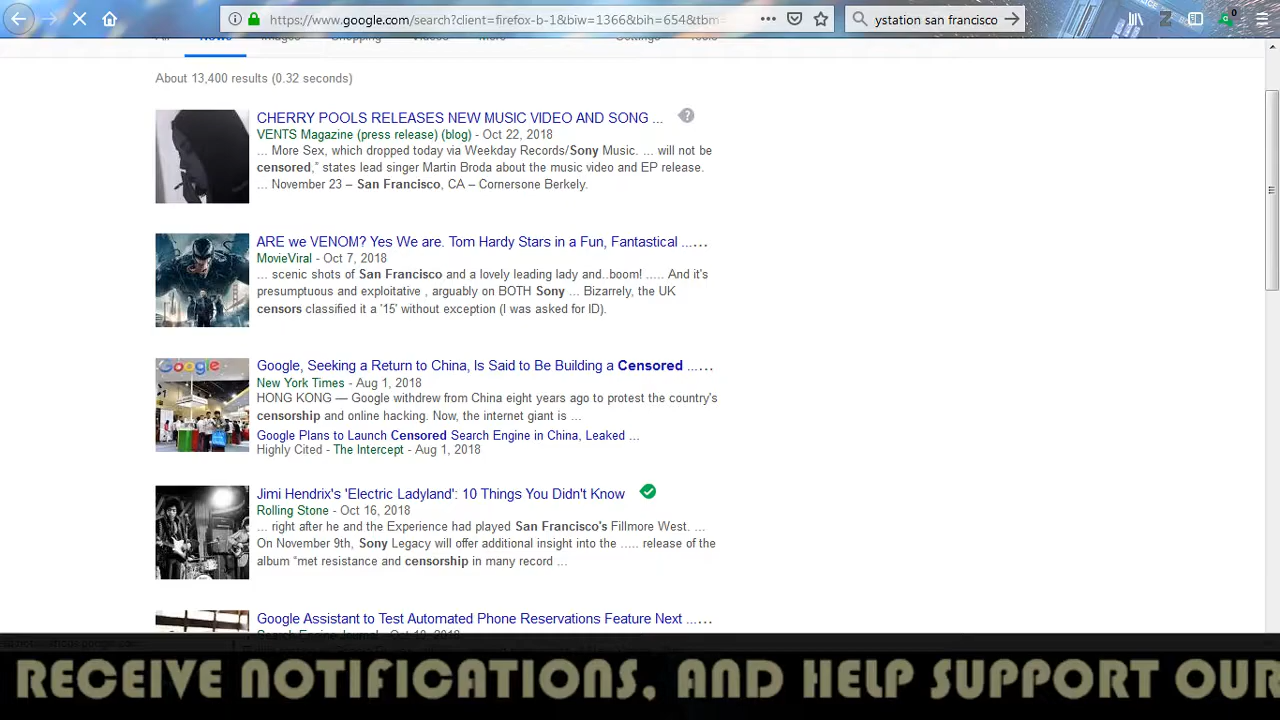 https://www.google.com/search?client=firefox-b-1&biw=1366&bih=654&tbm=
ystation san francisco
About 13,400 results (0.32 seconds)
CHERRY POOLS RELEASES NEW MUSIC VIDEO AND SONG ...
VENTS Magazine (press release) (blog) - Oct 22, 2018
... More Sex, which dropped today via Weekday Records/Sony Music. ... will not be
censored,” states lead singer Martin Broda about the music video and EP release.
... November 23 – San Francisco, CA – Cornersone Berkely.
ARE we VENOM? Yes We are. Tom Hardy Stars in a Fun, Fantastical ......
MovieViral - Oct 7, 2018
... scenic shots of San Francisco and a lovely leading lady and..boom! ..... And it's
presumptuous and exploitative , arguably on BOTH Sony ... Bizarrely, the UK
censors classified it a '15' without exception (I was asked for ID).
Google
Google, Seeking a Return to China, Is Said to Be Building a Censored ......
New York Times - Aug 1, 2018
HONG KONG — Google withdrew from China eight years ago to protest the country's
censorship and online hacking. Now, the internet giant is ...
Google Plans to Launch Censored Search Engine in China, Leaked ...
Highly Cited - The Intercept - Aug 1, 2018
Jimi Hendrix's 'Electric Ladyland': 10 Things You Didn't Know
Rolling Stone - Oct 16, 2018
... right after he and the Experience had played San Francisco's Fillmore West. ...
On November 9th, Sony Legacy will offer additional insight into the ..... release of the
album “met resistance and censorship in many record ...
Google Assistant to Test Automated Phone Reservations Feature Next ......
RECEIVE NOTIFICATIONS, AND HELP SUPPORT OUR